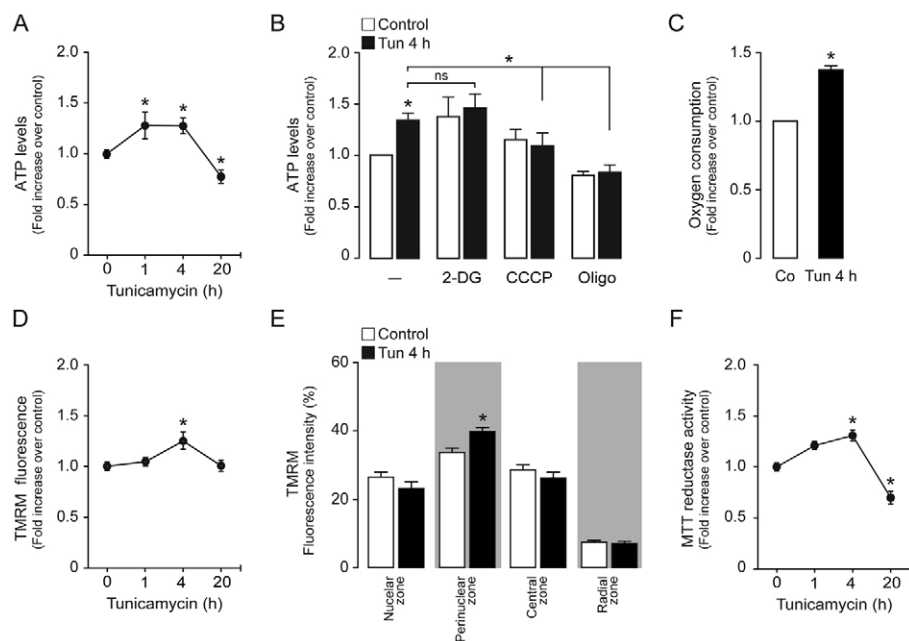 A
ATP levels
(Fold increase over control)
2.0
1.5
1.0
0.5
0
*
*
*
0 1 4 20
Tunicamycin (h)
B
Control
Tun 4 h
ATP levels
(Fold increase over control)
2.0
1.5
1.0
0.5
0
*
ns
*
— 2-DG CCCP Oligo
C
Oxygen consumption
(Fold increase over control)
1.5
1.0
0.5
0
*
Co Tun 4 h
D
TMRM fluorescence
(Fold increase over control)
2.0
1.5
1.0
0.5
0
*
0 1 4 20
Tunicamycin (h)
E
Control
Tun 4 h
TMRM
Fluorescence intensity (%)
60
40
20
0
*
Nucelar
zone
Perinuclear
zone
Central
zone
Radial
zone
F
MTT reductase activity
(Fold increase over control)
2.0
1.5
1.0
0.5
0
*
*
0 1 4 20
Tunicamycin (h)